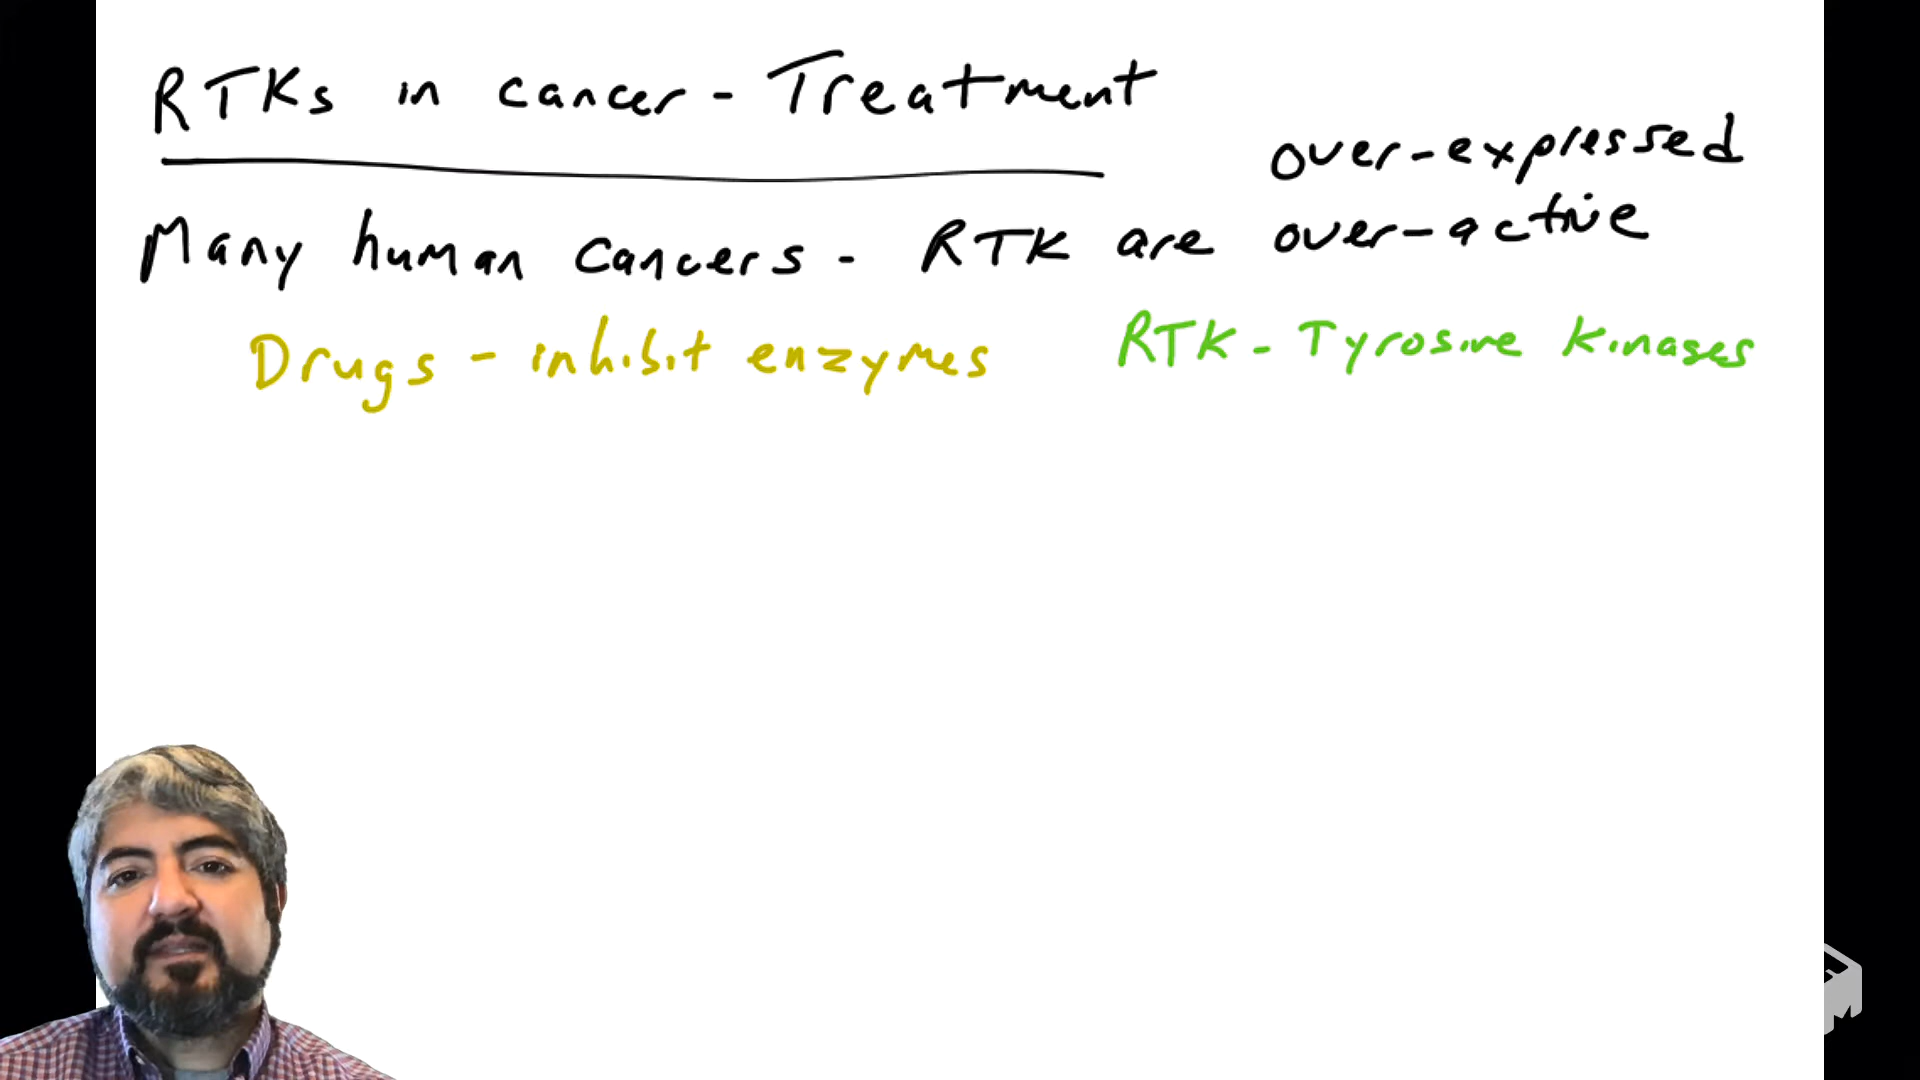 RTKs in cancer - Treatment
over-expressed
Many human cancers - RTK are over-active
Drugs - inhibit enzymes
RTK - Tyrosine Kinases
M